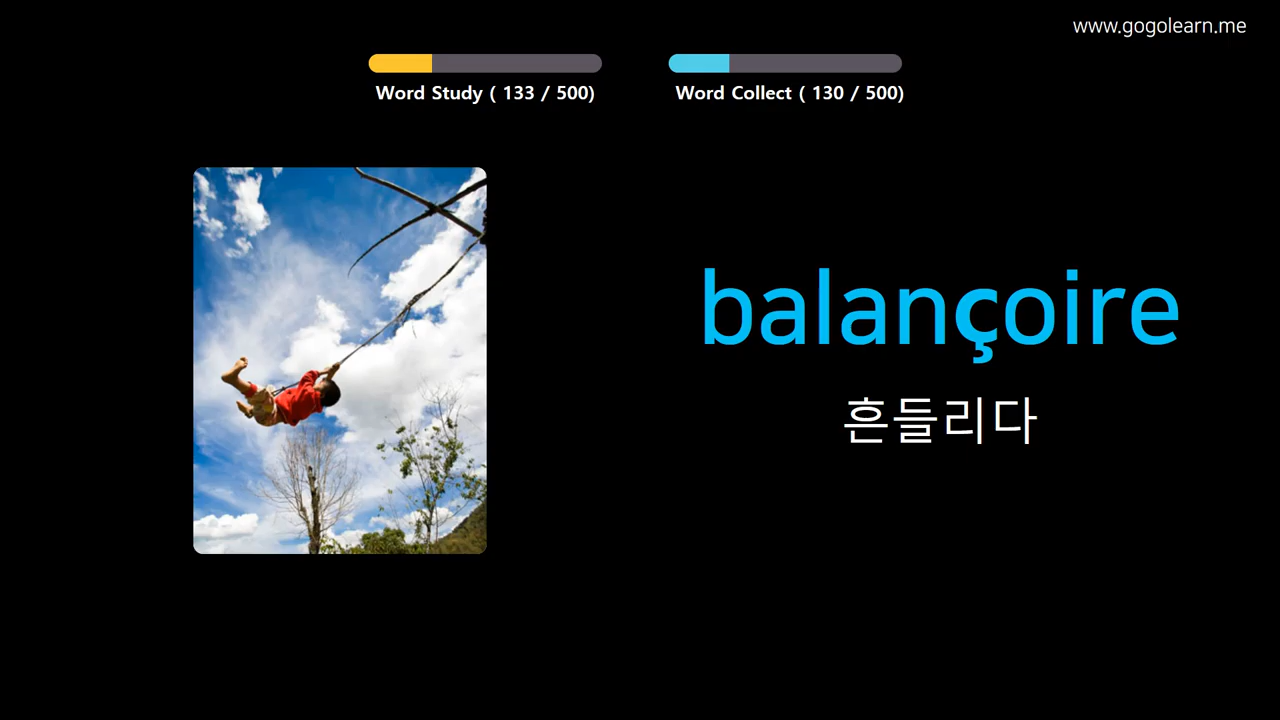 www.gogolearn.me
Word Study ( 133 / 500)
Word Collect ( 130 / 500)
balançoire
흔들리다